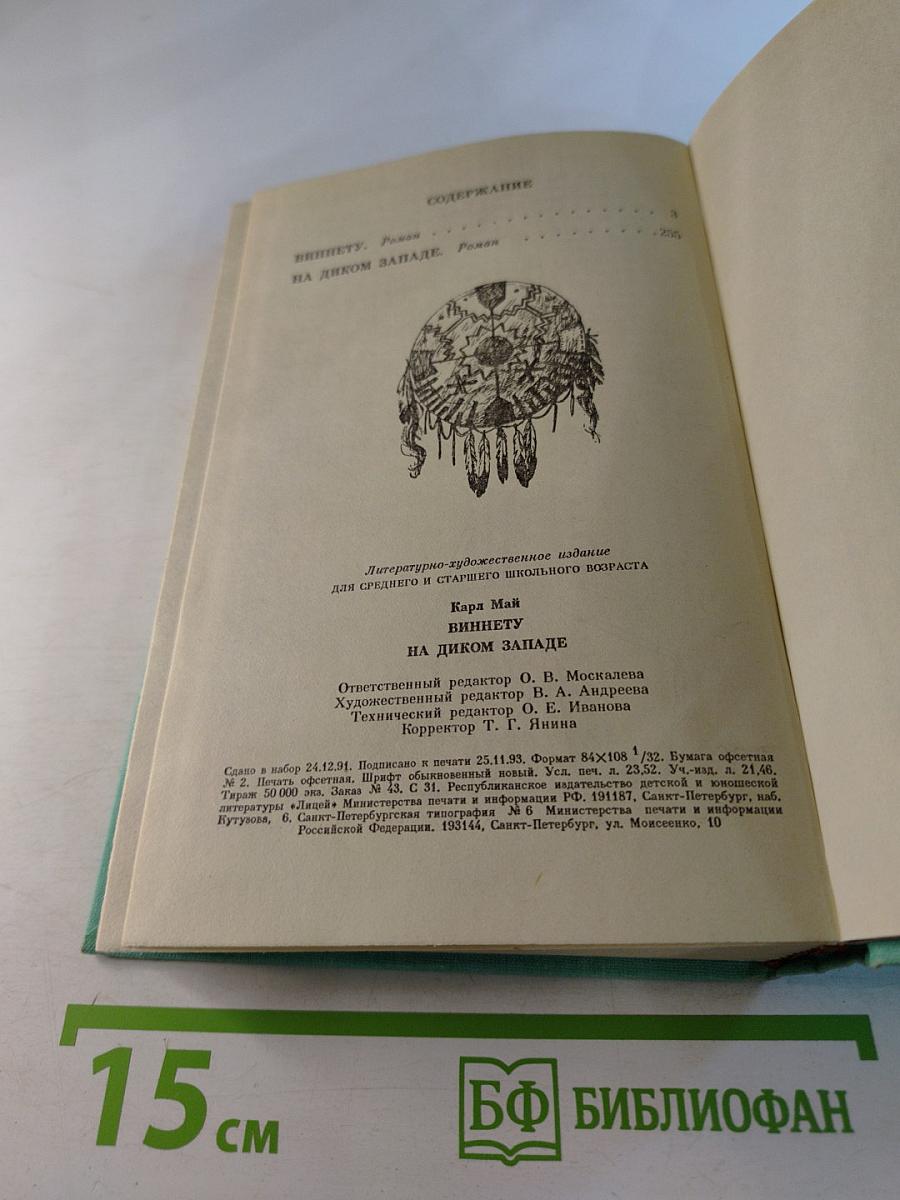 СОДЕРЖАНИЕ
ВИННЕТУ. Роман . . . . . . . . . . . . . . . . 3
НА ДИКОМ ЗАПАДЕ. Роман . . . . . . . . . . 255
Литературно-художественное издание
ДЛЯ СРЕДНЕГО И СТАРШЕГО ШКОЛЬНОГО ВОЗРАСТА
Карл Май
ВИННЕТУ
НА ДИКОМ ЗАПАДЕ
Ответственный редактор О. В. Москалева
Художественный редактор В. А. Андреева
Технический редактор О. Е. Иванова
Корректор Т. Г. Янина
Сдано в набор 24.12.91. Подписано к печати 25.11.93. Формат 84×108 1/32. Бумага офсетная
№ 2. Печать офсетная. Шрифт обыкновенный новый. Усл. печ. л. 23,52. Уч.-изд. л. 21,46.
Тираж 50 000 экз. Заказ № 43. С 31. Республиканское издательство детской и юношеской
литературы «Лицей» Министерства печати и информации РФ. 191187, Санкт-Петербург, наб.
Кутузова, 6. Санкт-Петербургская типография № 6 Министерства печати и информации
Российской Федерации. 193144, Санкт-Петербург, ул. Моисеенко, 10
15 см
БФ БИБЛИОФАН